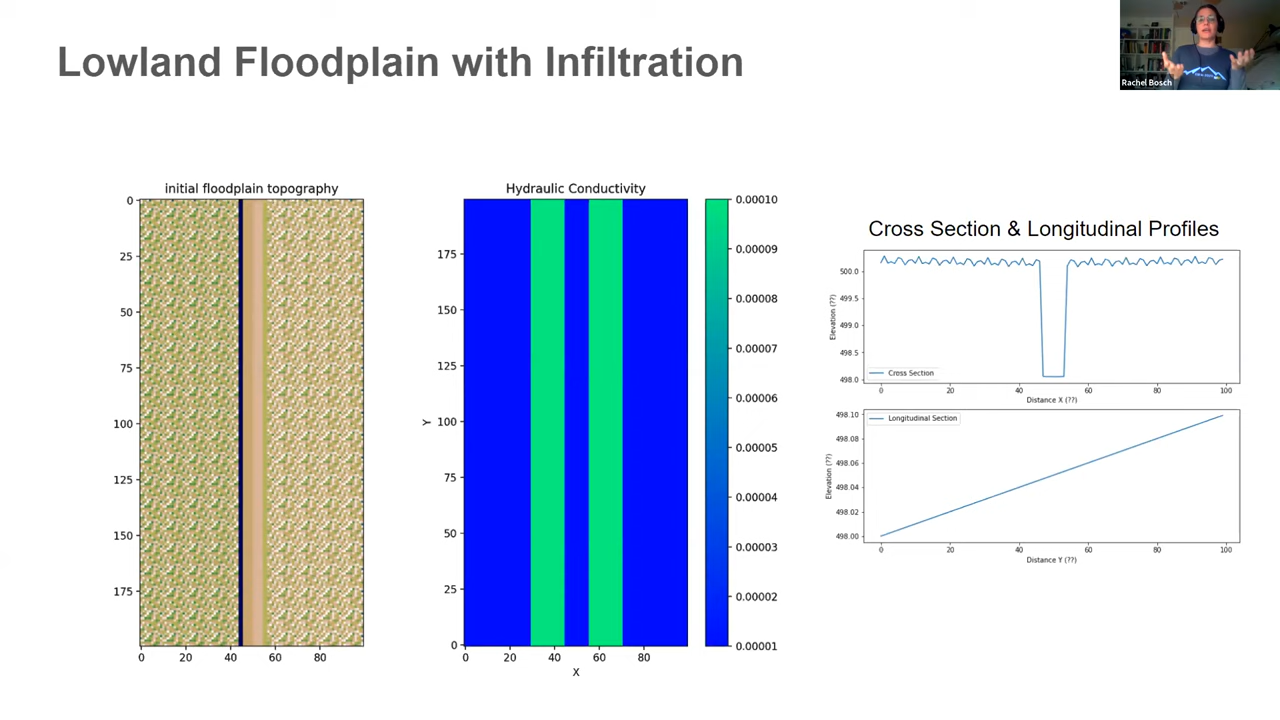 Lowland Floodplain with Infiltration
Rachel Bosch
initial floodplain topography
0
25
50
75
100
125
150
175
0 20 40 60 80
Hydraulic Conductivity
175
150
125
100
75
50
25
0
Y
0 20 40 60 80
X
0.00010
0.00009
0.00008
0.00007
0.00006
0.00005
0.00004
0.00003
0.00002
0.00001
Cross Section & Longitudinal Profiles
500.0
499.5
499.0
498.5
498.0
Elevation (??)
Cross Section
0 20 40 60 80 100
Distance X (??)
498.10
498.08
498.06
498.04
498.02
498.00
Elevation (??)
Longitudinal Section
0 20 40 60 80 100
Distance Y (??)